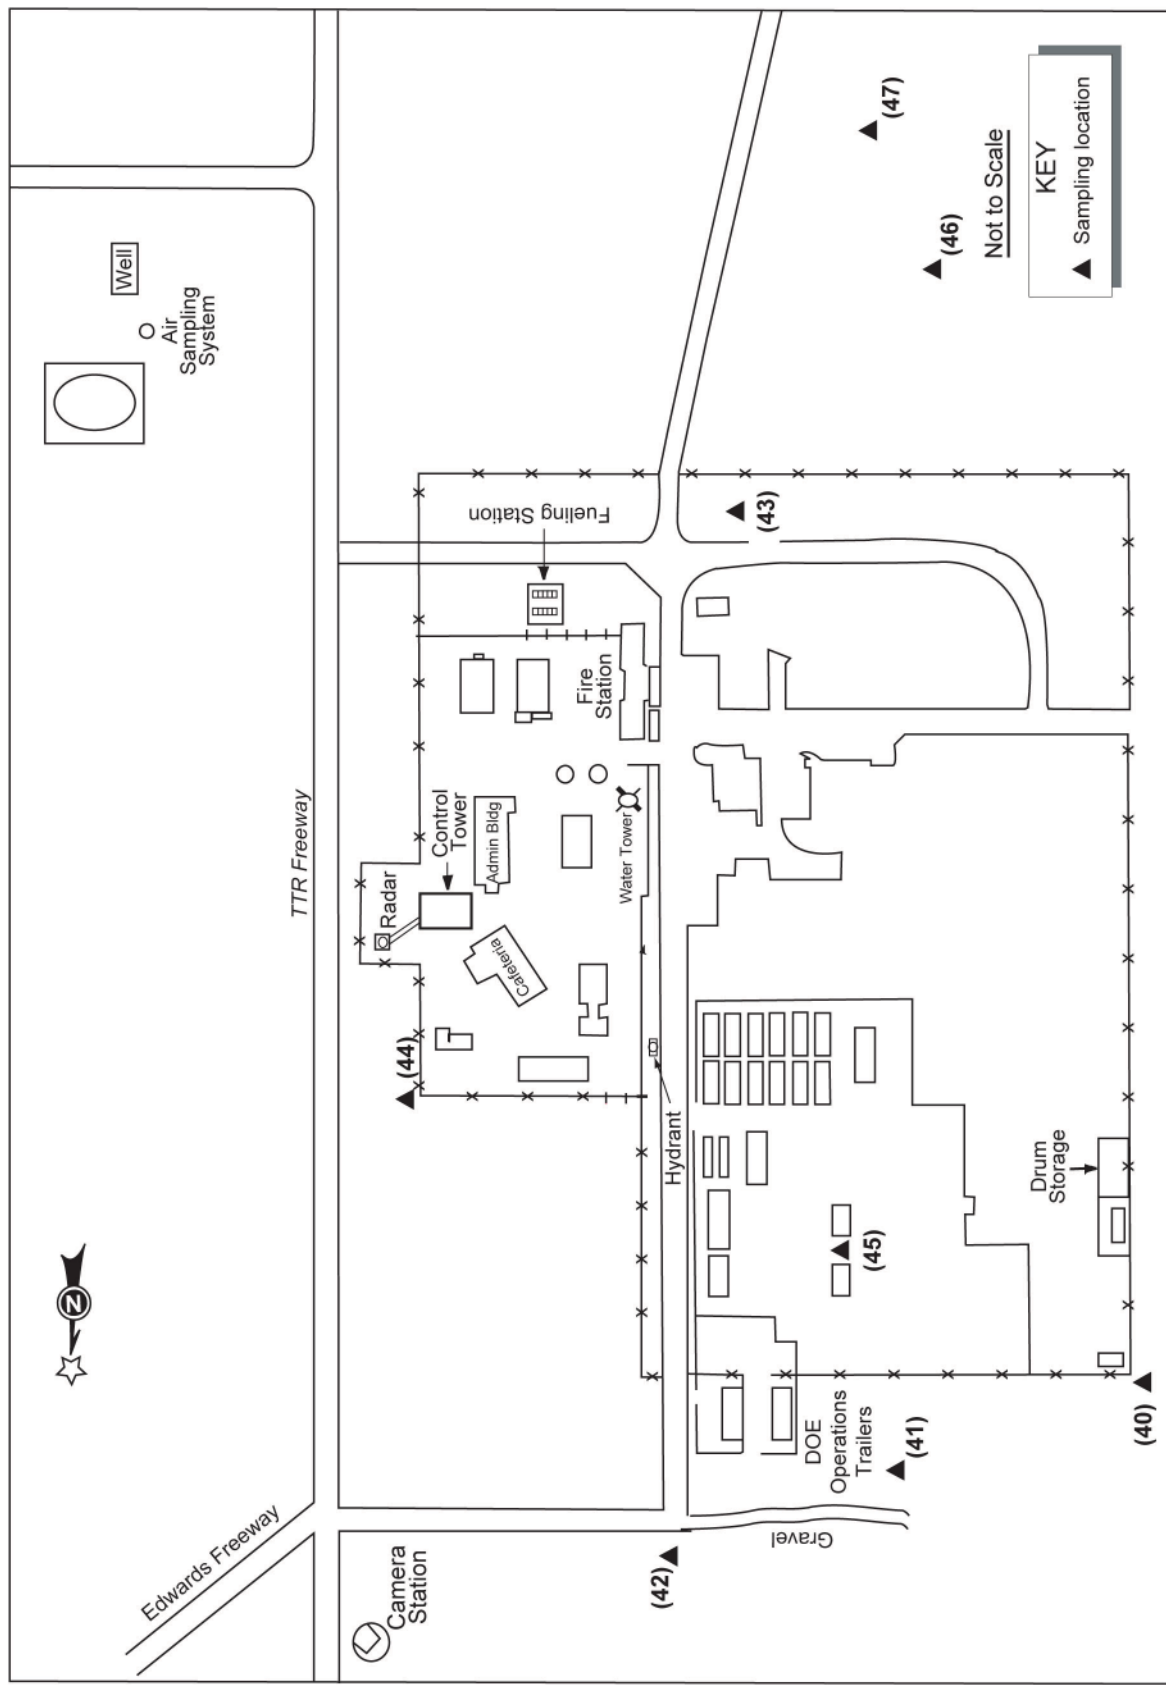 Edwards Freeway
TTR Freeway
N
Well
Air
Sampling
System
Camera
Station
(42)
(44)
Radar
Control
Tower
Cafeteria
Admin Bldg
Water Tower
Hydrant
Fire
Station
Fueling Station
(43)
Gravel
DOE
Operations
Trailers
(41)
(45)
(40)
Drum
Storage
(47)
(46)
Not to Scale
KEY
Sampling location